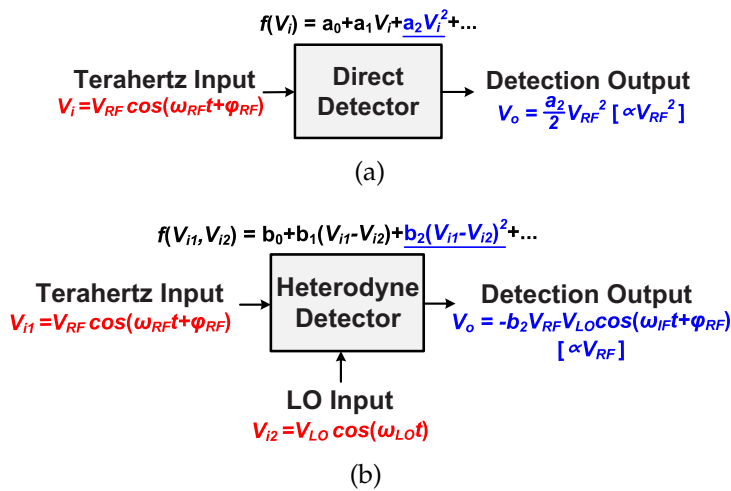 f(Vi) = a0+a1Vi+a2Vi²+...
Terahertz Input
Vi =VRF cos(ωRFt+φRF)
Direct
Detector
Detection Output
Vo = a2/2 VRF² [∝VRF²]
(a)
f(Vi1,Vi2) = b0+b1(Vi1-Vi2)+b2(Vi1-Vi2)²+...
Terahertz Input
Vi1=VRF cos(ωRFt+φRF)
Heterodyne
Detector
Detection Output
Vo = -b2VRFVLOcos(ωIFt+φRF)
[∝VRF]
LO Input
Vi2=VLO cos(ωLOt)
(b)